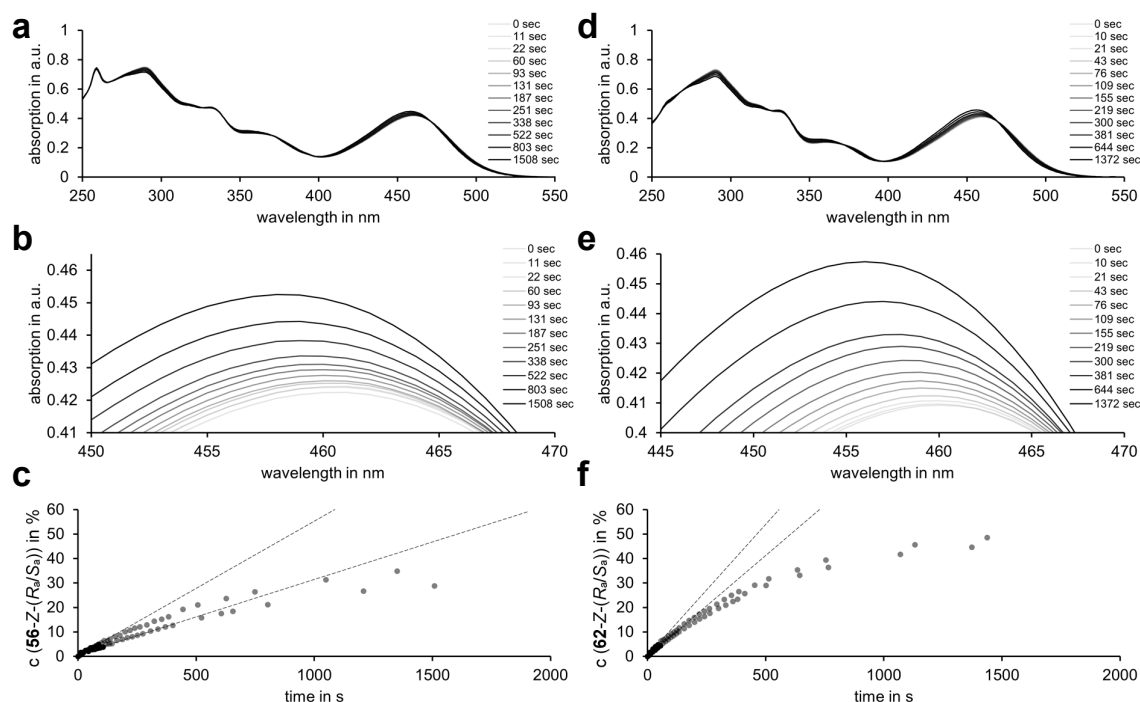 a
absorption in a.u.
1
0.8
0.6
0.4
0.2
0
250 300 350 400 450 500 550
wavelength in nm
0 sec
11 sec
22 sec
60 sec
93 sec
131 sec
187 sec
251 sec
338 sec
522 sec
803 sec
1508 sec
d
absorption in a.u.
1
0.8
0.6
0.4
0.2
0
250 300 350 400 450 500 550
wavelength in nm
0 sec
10 sec
21 sec
43 sec
76 sec
109 sec
155 sec
219 sec
300 sec
381 sec
644 sec
1372 sec
b
absorption in a.u.
0.46
0.45
0.44
0.43
0.42
0.41
450 455 460 465 470
wavelength in nm
0 sec
11 sec
22 sec
60 sec
93 sec
131 sec
187 sec
251 sec
338 sec
522 sec
803 sec
1508 sec
e
absorption in a.u.
0.46
0.45
0.44
0.43
0.42
0.41
0.4
445 450 455 460 465 470
wavelength in nm
0 sec
10 sec
21 sec
43 sec
76 sec
109 sec
155 sec
219 sec
300 sec
381 sec
644 sec
1372 sec
c
c (56-Z-(Ra/Sa)) in %
60
50
40
30
20
10
0
0 500 1000 1500 2000
time in s
f
c (62-Z-(Ra/Sa)) in %
60
50
40
30
20
10
0
0 500 1000 1500 2000
time in s